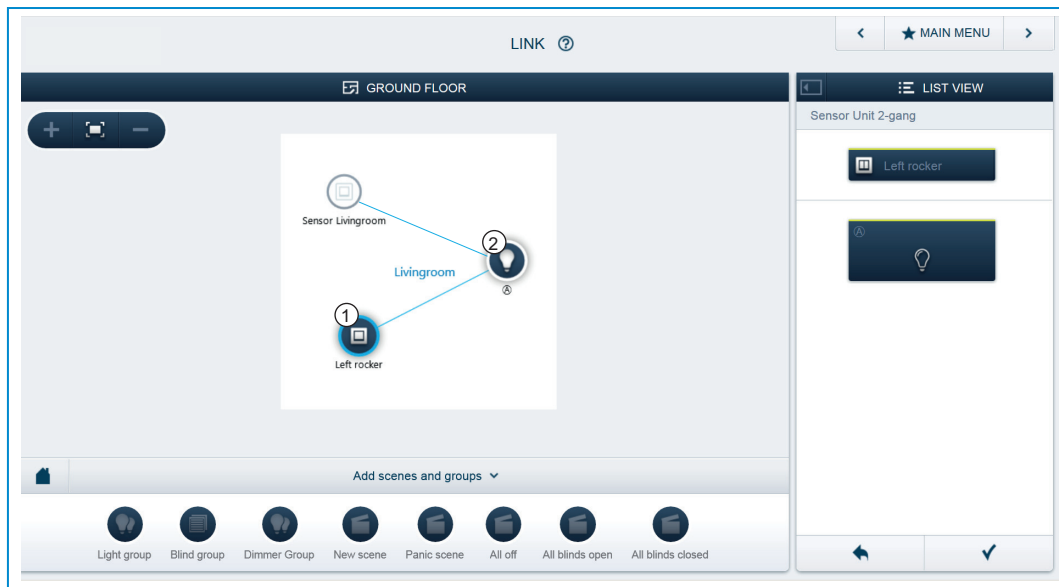 LINK ?
MAIN MENU
GROUND FLOOR
LIST VIEW
Sensor Unit 2-gang
Left rocker
Ⓐ
Sensor Livingroom
2
Livingroom
Ⓐ
1
Left rocker
Add scenes and groups
Light group
Blind group
Dimmer Group
New scene
Panic scene
All off
All blinds open
All blinds closed